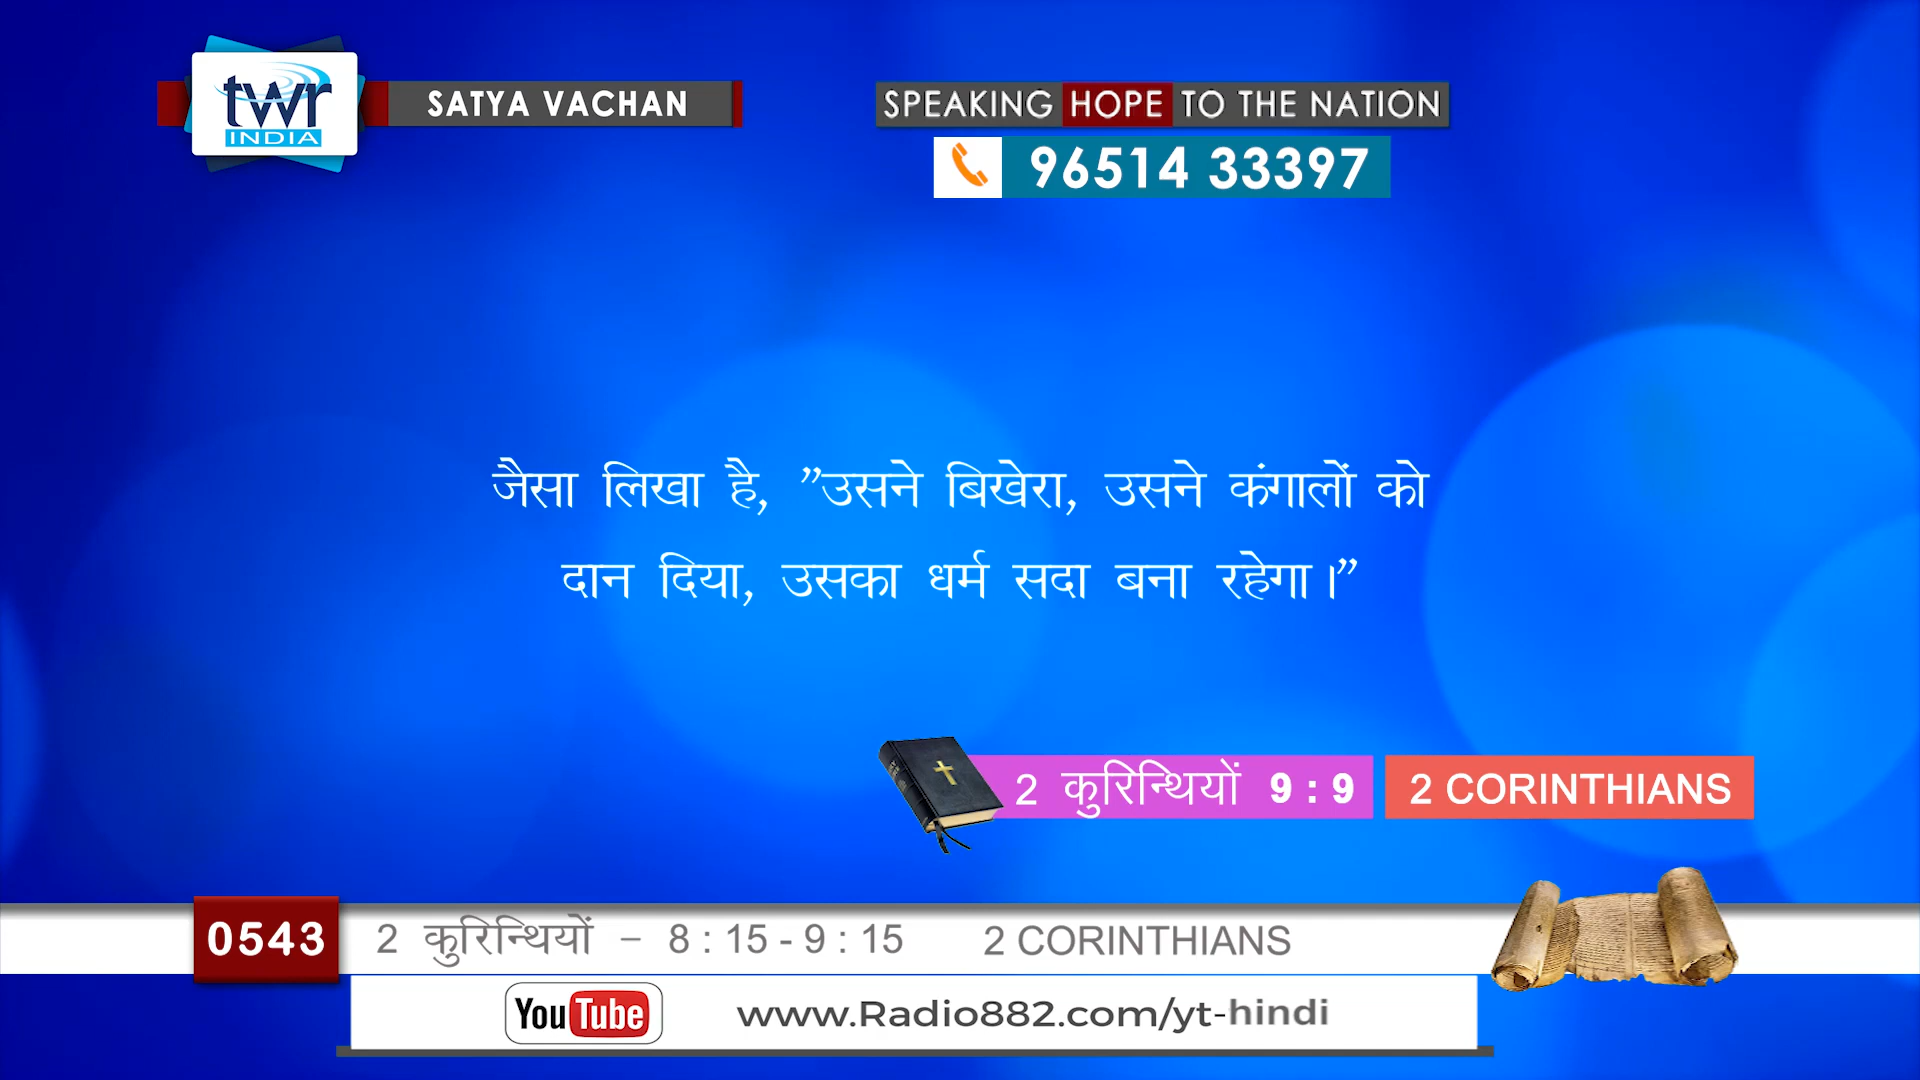 twr
INDIA
SATYA VACHAN
SPEAKING HOPE TO THE NATION
96514 33397
जैसा लिखा है, ”उसने बिखेरा, उसने कंगालों को
दान दिया, उसका धर्म सदा बना रहेगा।”
2 कुरिन्थियों 9 : 9
2 CORINTHIANS
0543
2 कुरिन्थियों – 8 : 15 - 9 : 15 2 CORINTHIANS
YouTube
www.Radio882.com/yt-hindi